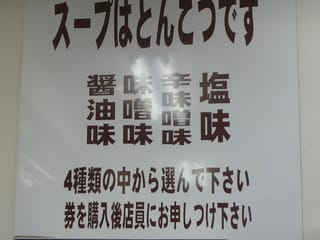 スープはとんこつです
醤油味
味噌味
辛味噌味
塩味
4種類の中から選んで下さい
券を購入後店員にお申しつけ下さい